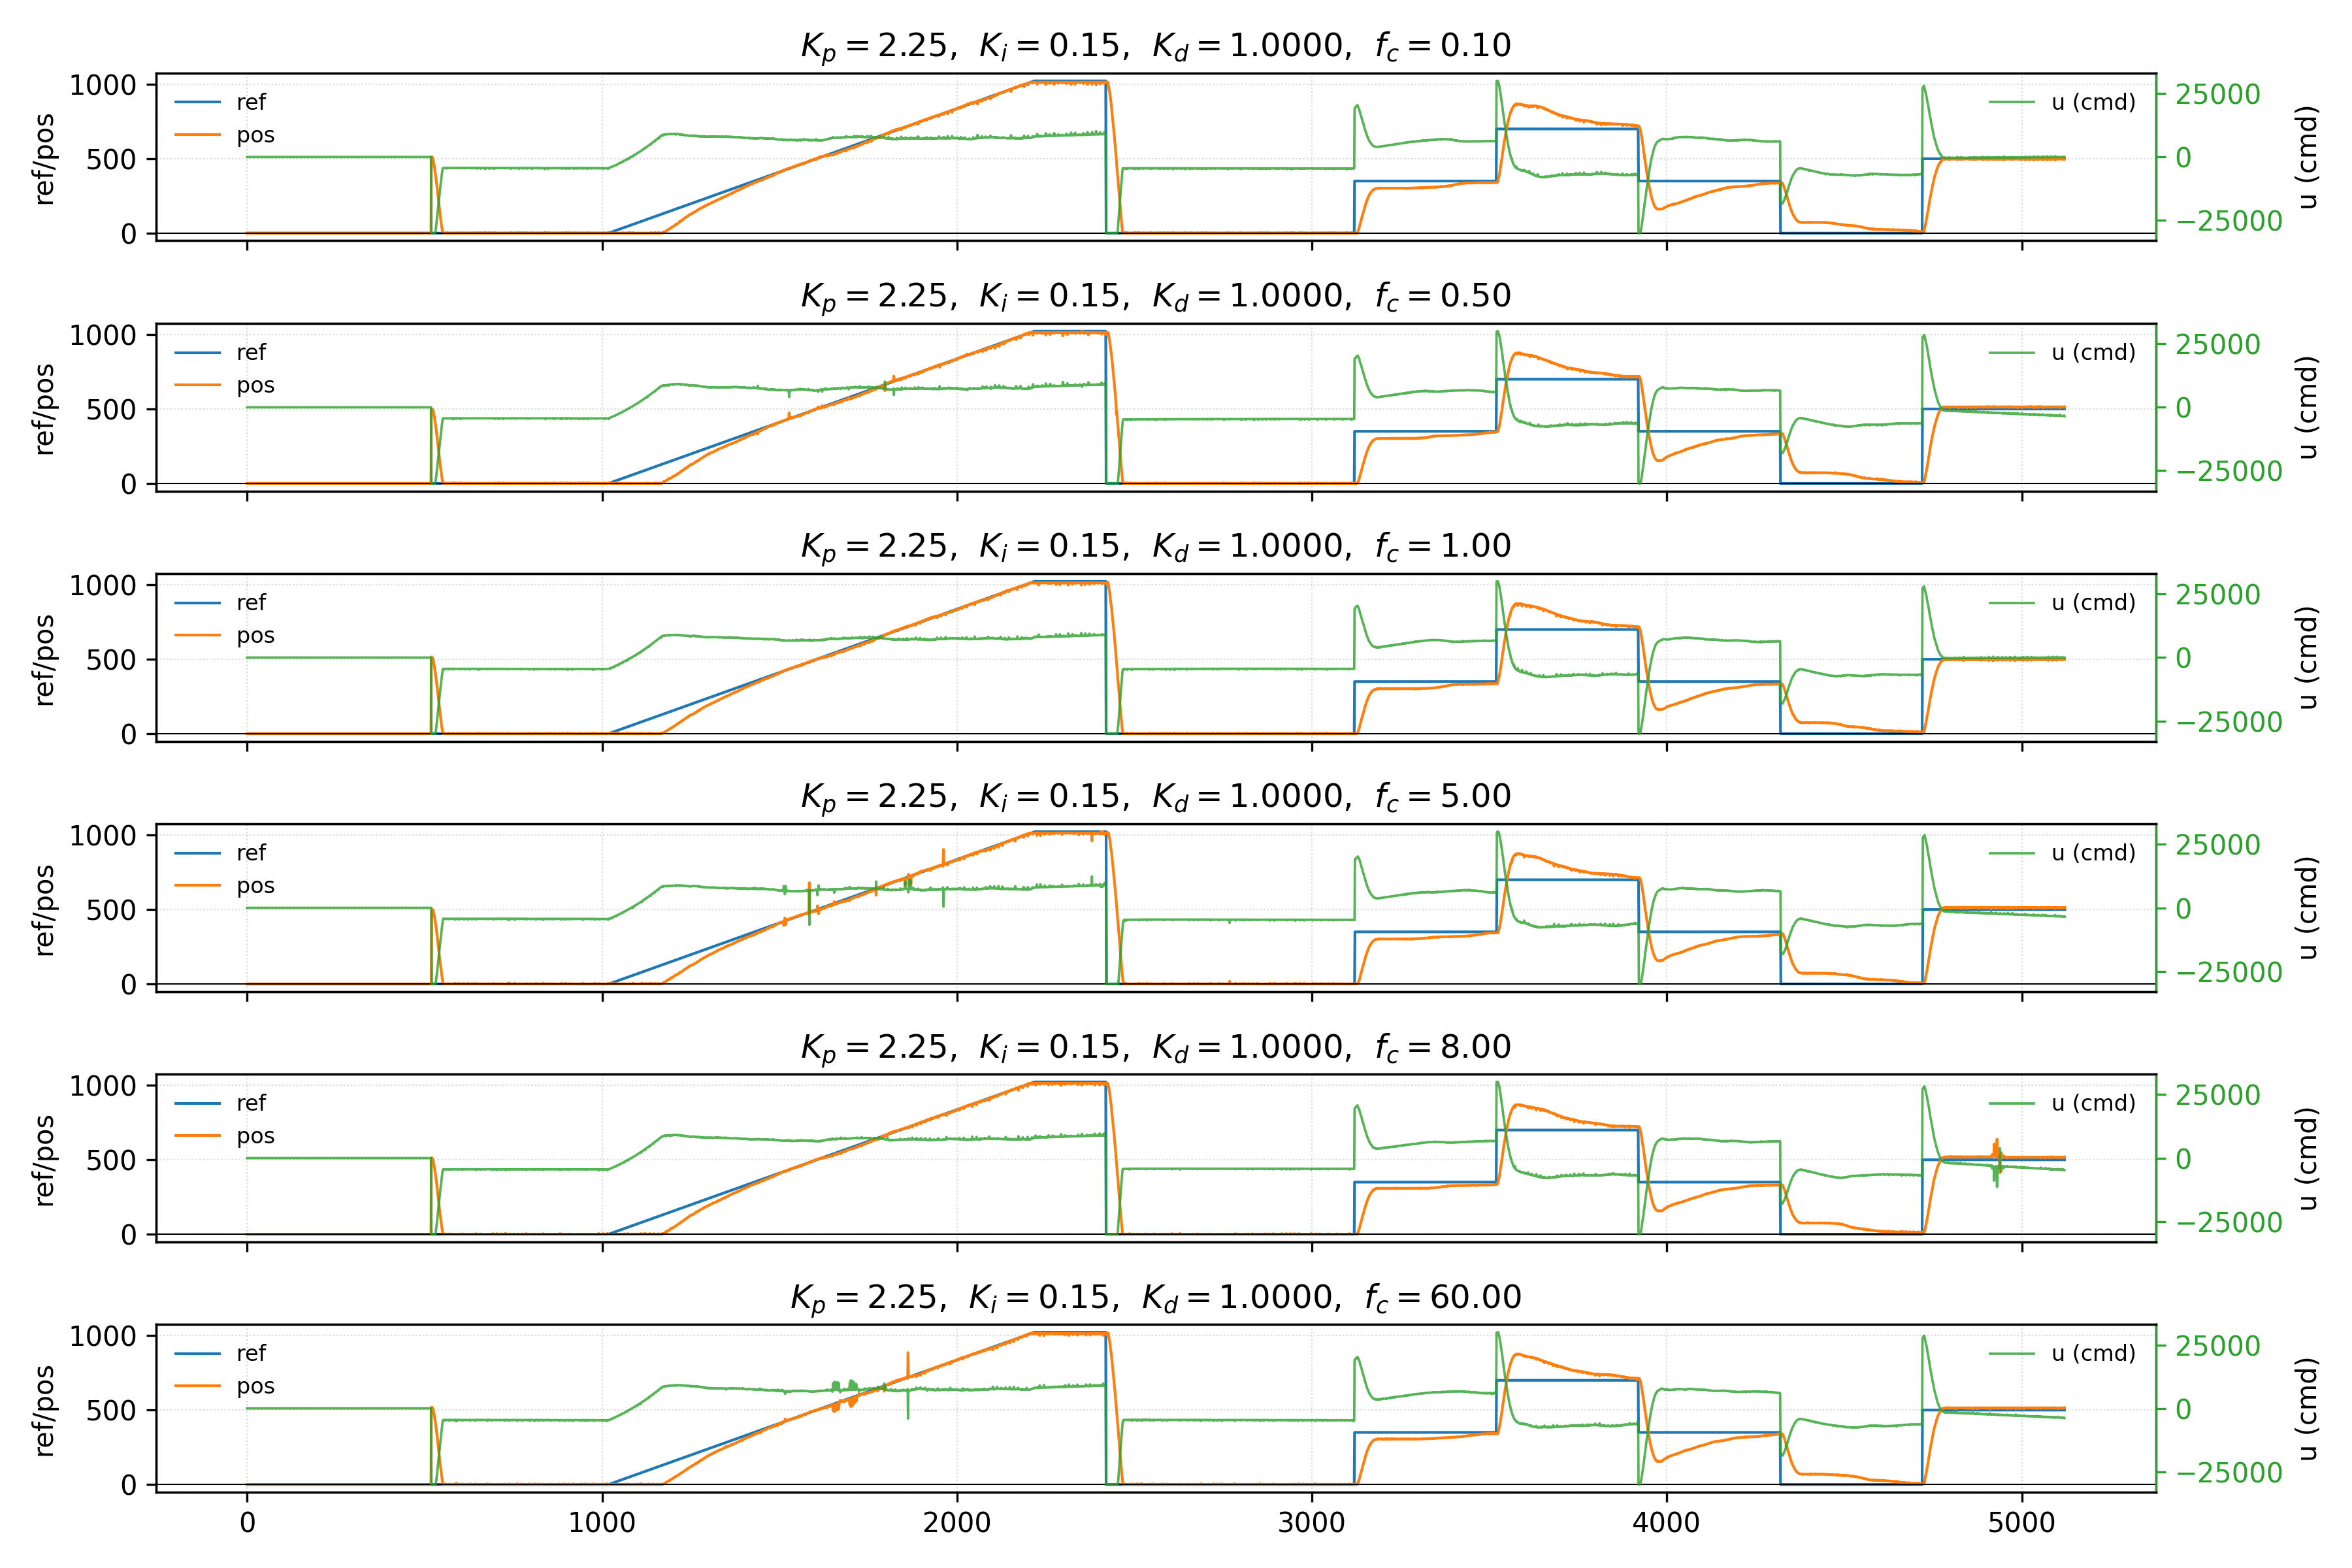 K_p = 2.25, K_i = 0.15, K_d = 1.0000, f_c = 0.10
1000
500
0
ref/pos
ref
pos
u (cmd)
25000
0
−25000
u (cmd)
K_p = 2.25, K_i = 0.15, K_d = 1.0000, f_c = 0.50
1000
500
0
ref/pos
ref
pos
u (cmd)
25000
0
−25000
u (cmd)
K_p = 2.25, K_i = 0.15, K_d = 1.0000, f_c = 1.00
1000
500
0
ref/pos
ref
pos
u (cmd)
25000
0
−25000
u (cmd)
K_p = 2.25, K_i = 0.15, K_d = 1.0000, f_c = 5.00
1000
500
0
ref/pos
ref
pos
u (cmd)
25000
0
−25000
u (cmd)
K_p = 2.25, K_i = 0.15, K_d = 1.0000, f_c = 8.00
1000
500
0
ref/pos
ref
pos
u (cmd)
25000
0
−25000
u (cmd)
K_p = 2.25, K_i = 0.15, K_d = 1.0000, f_c = 60.00
1000
500
0
ref/pos
ref
pos
u (cmd)
25000
0
−25000
u (cmd)
0 1000 2000 3000 4000 5000